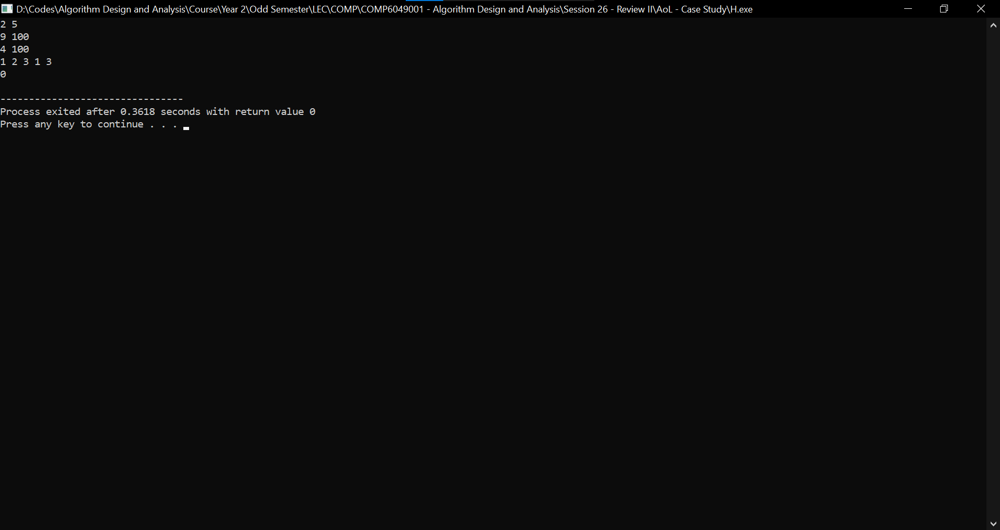 D:\Codes\Algorithm Design and Analysis\Course\Year 2\Odd Semester\LEC\COMP\COMP6049001 - Algorithm Design and Analysis\Session 26 - Review II\AoL - Case Study\H.exe
2 5
9 100
4 100
1 2 3 1 3
0
--------------------------------
Process exited after 0.3618 seconds with return value 0
Press any key to continue . . .